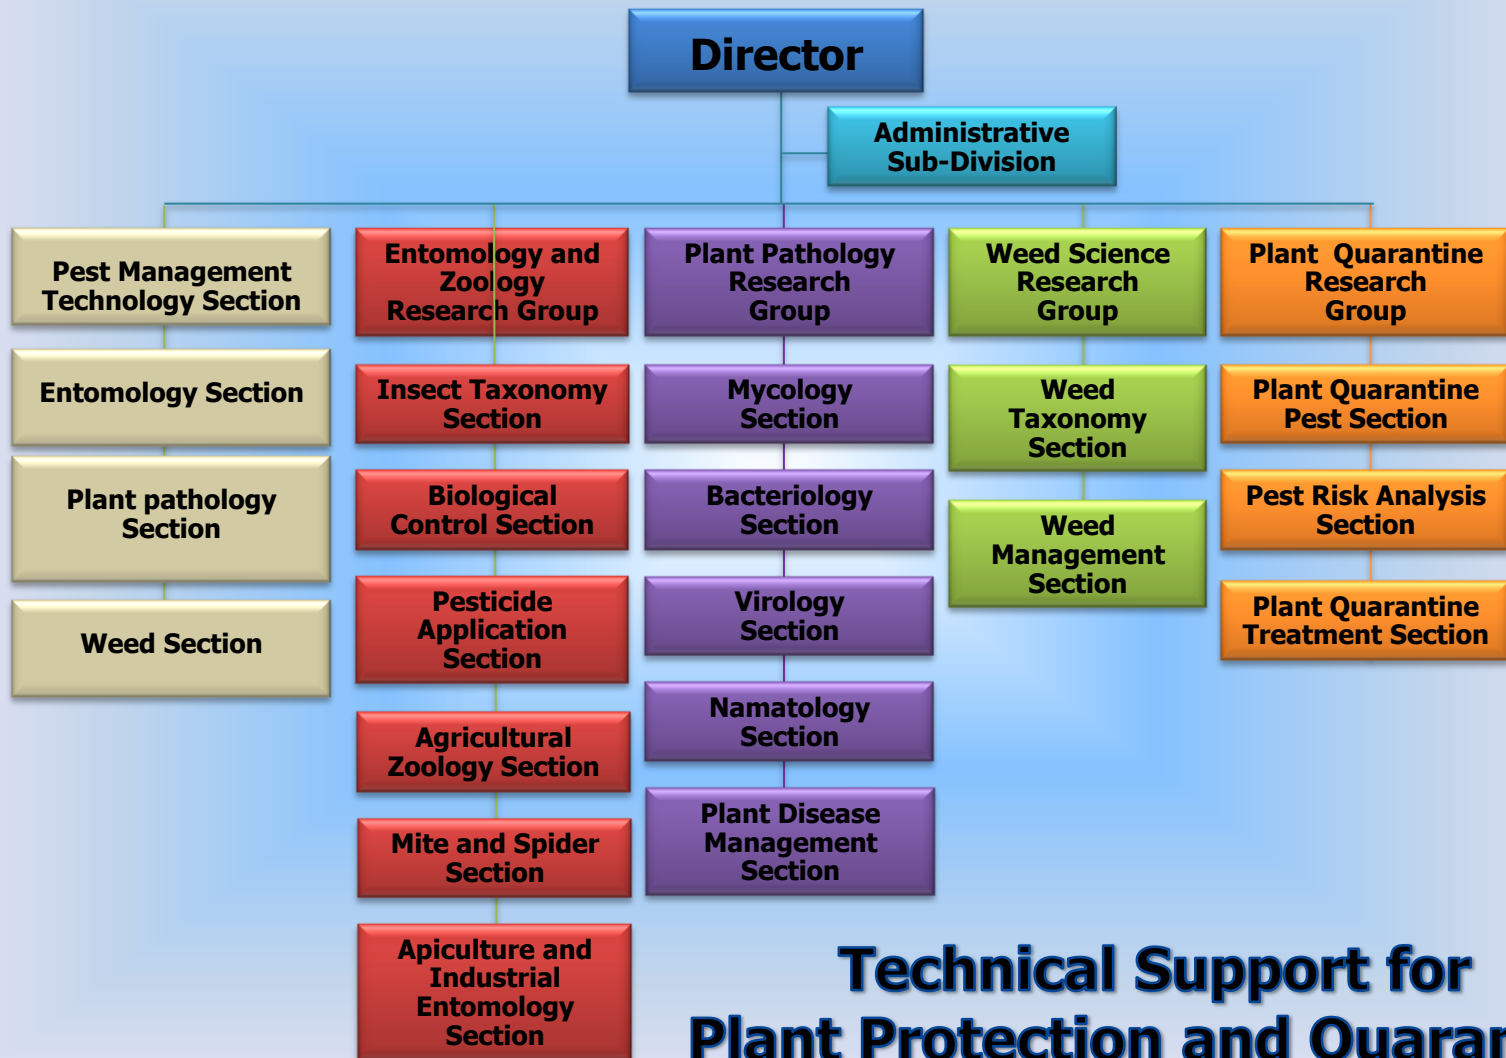 Director
Administrative
Sub-Division
Pest Management
Technology Section
Entomology Section
Plant pathology
Section
Weed Section
Entomology and
Zoology
Research Group
Insect Taxonomy
Section
Biological
Control Section
Pesticide
Application
Section
Agricultural
Zoology Section
Mite and Spider
Section
Apiculture and
Industrial
Entomology
Section
Plant Pathology
Research
Group
Mycology
Section
Bacteriology
Section
Virology
Section
Namatology
Section
Plant Disease
Management
Section
Weed Science
Research
Group
Weed
Taxonomy
Section
Weed
Management
Section
Plant  Quarantine
Research
Group
Plant Quarantine
Pest Section
Pest Risk Analysis
Section
Plant Quarantine
Treatment Section
Technical Support for
Plant Protection and